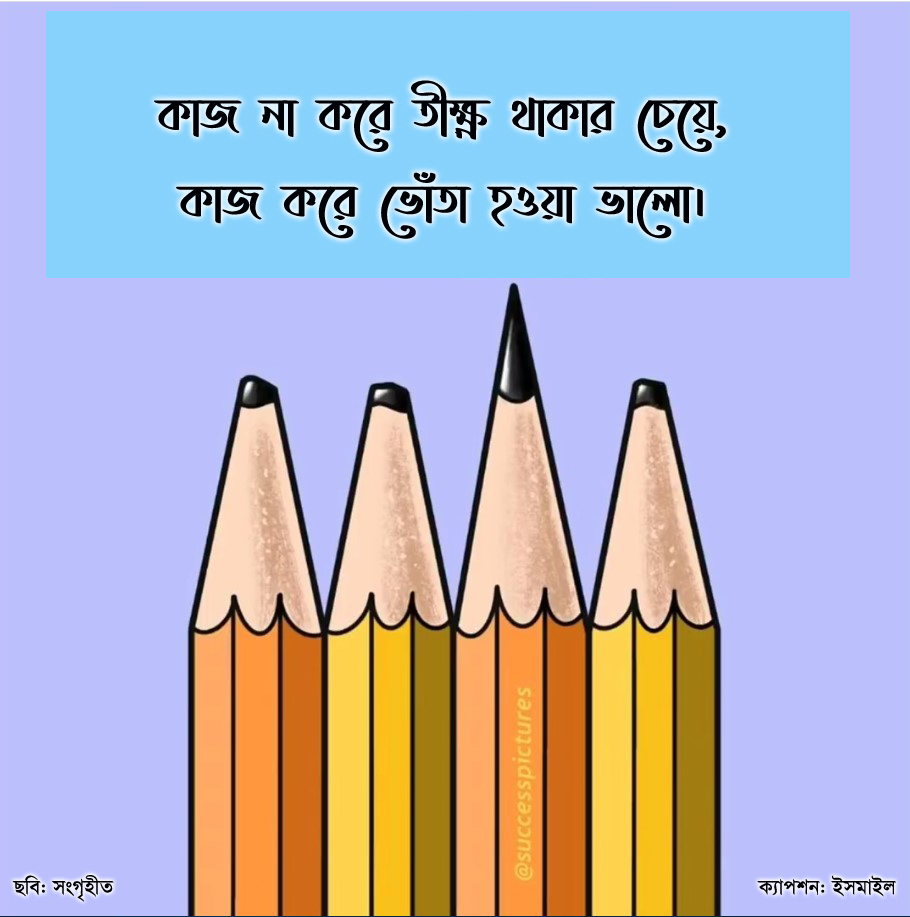 কাজ না করে তীক্ষ্ণ থাকার চেয়ে,
কাজ করে ভোঁতা হওয়া ভালো।
@successpictures
ছবি: সংগৃহীত
ক্যাপশন: ইসমাইল